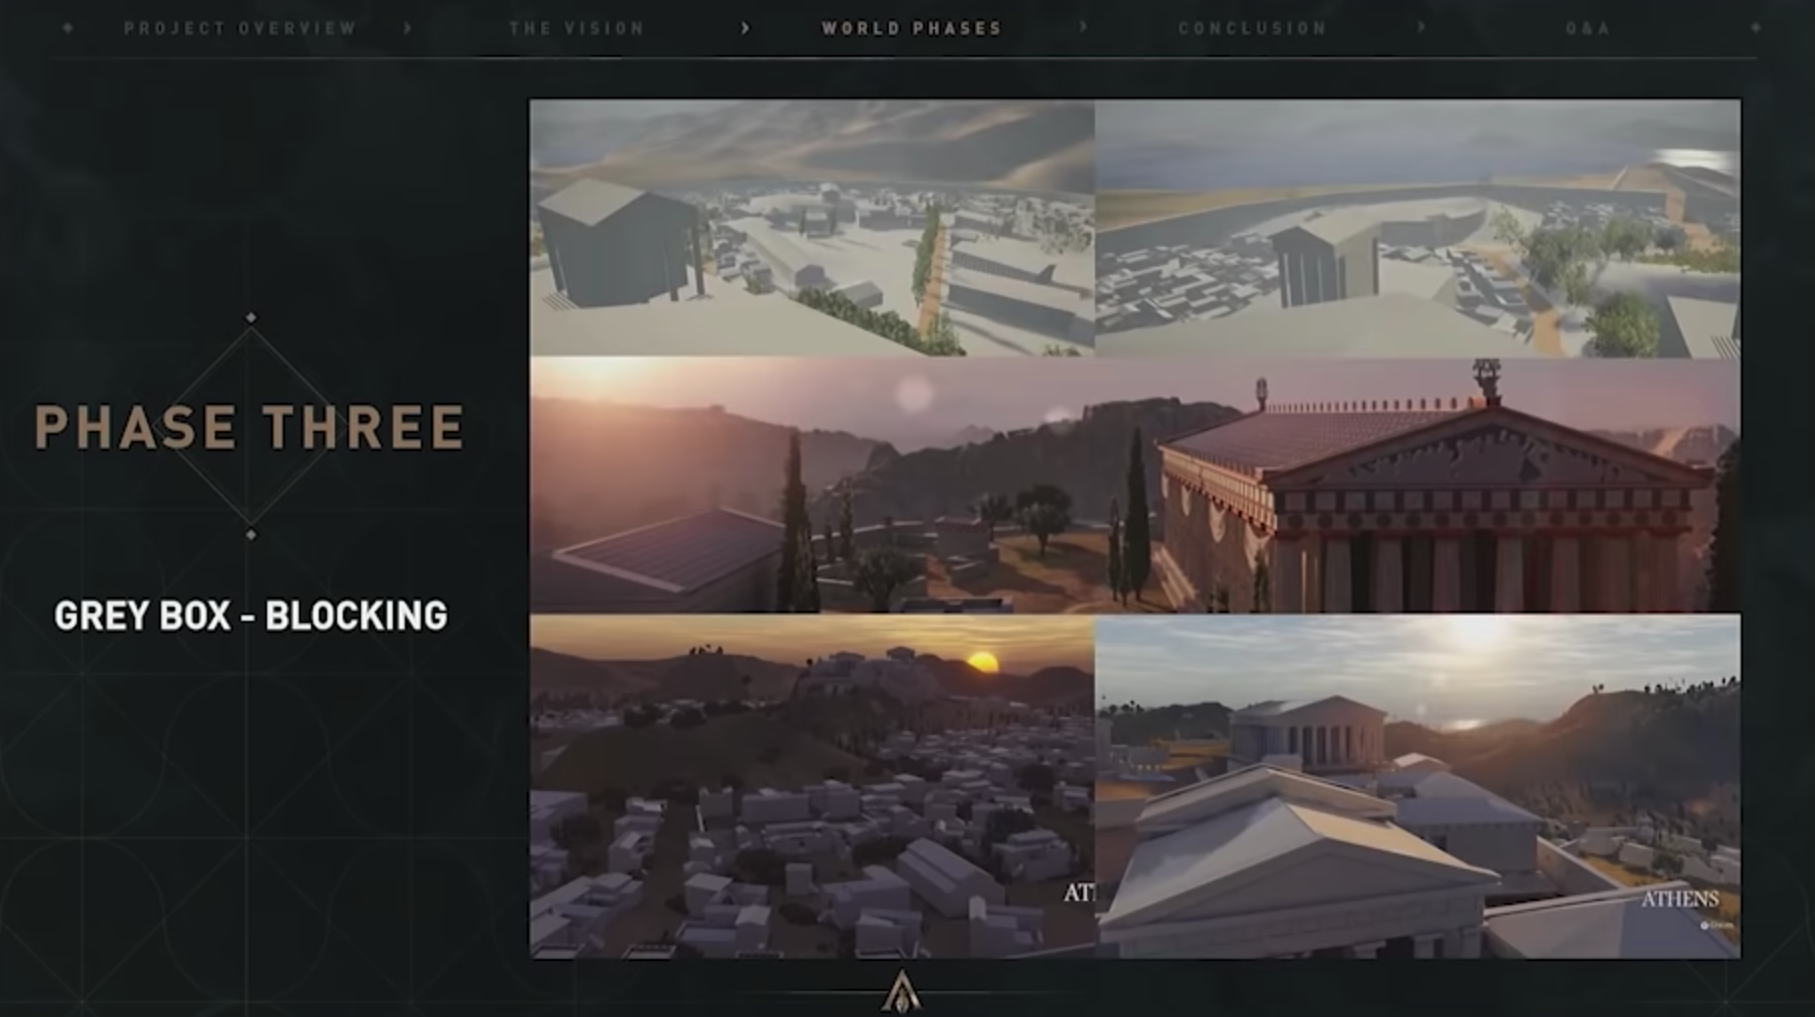 PROJECT OVERVIEW
THE VISION
WORLD PHASES
CONCLUSION
Q&A
PHASE THREE
GREY BOX - BLOCKING
AT
ATHENS